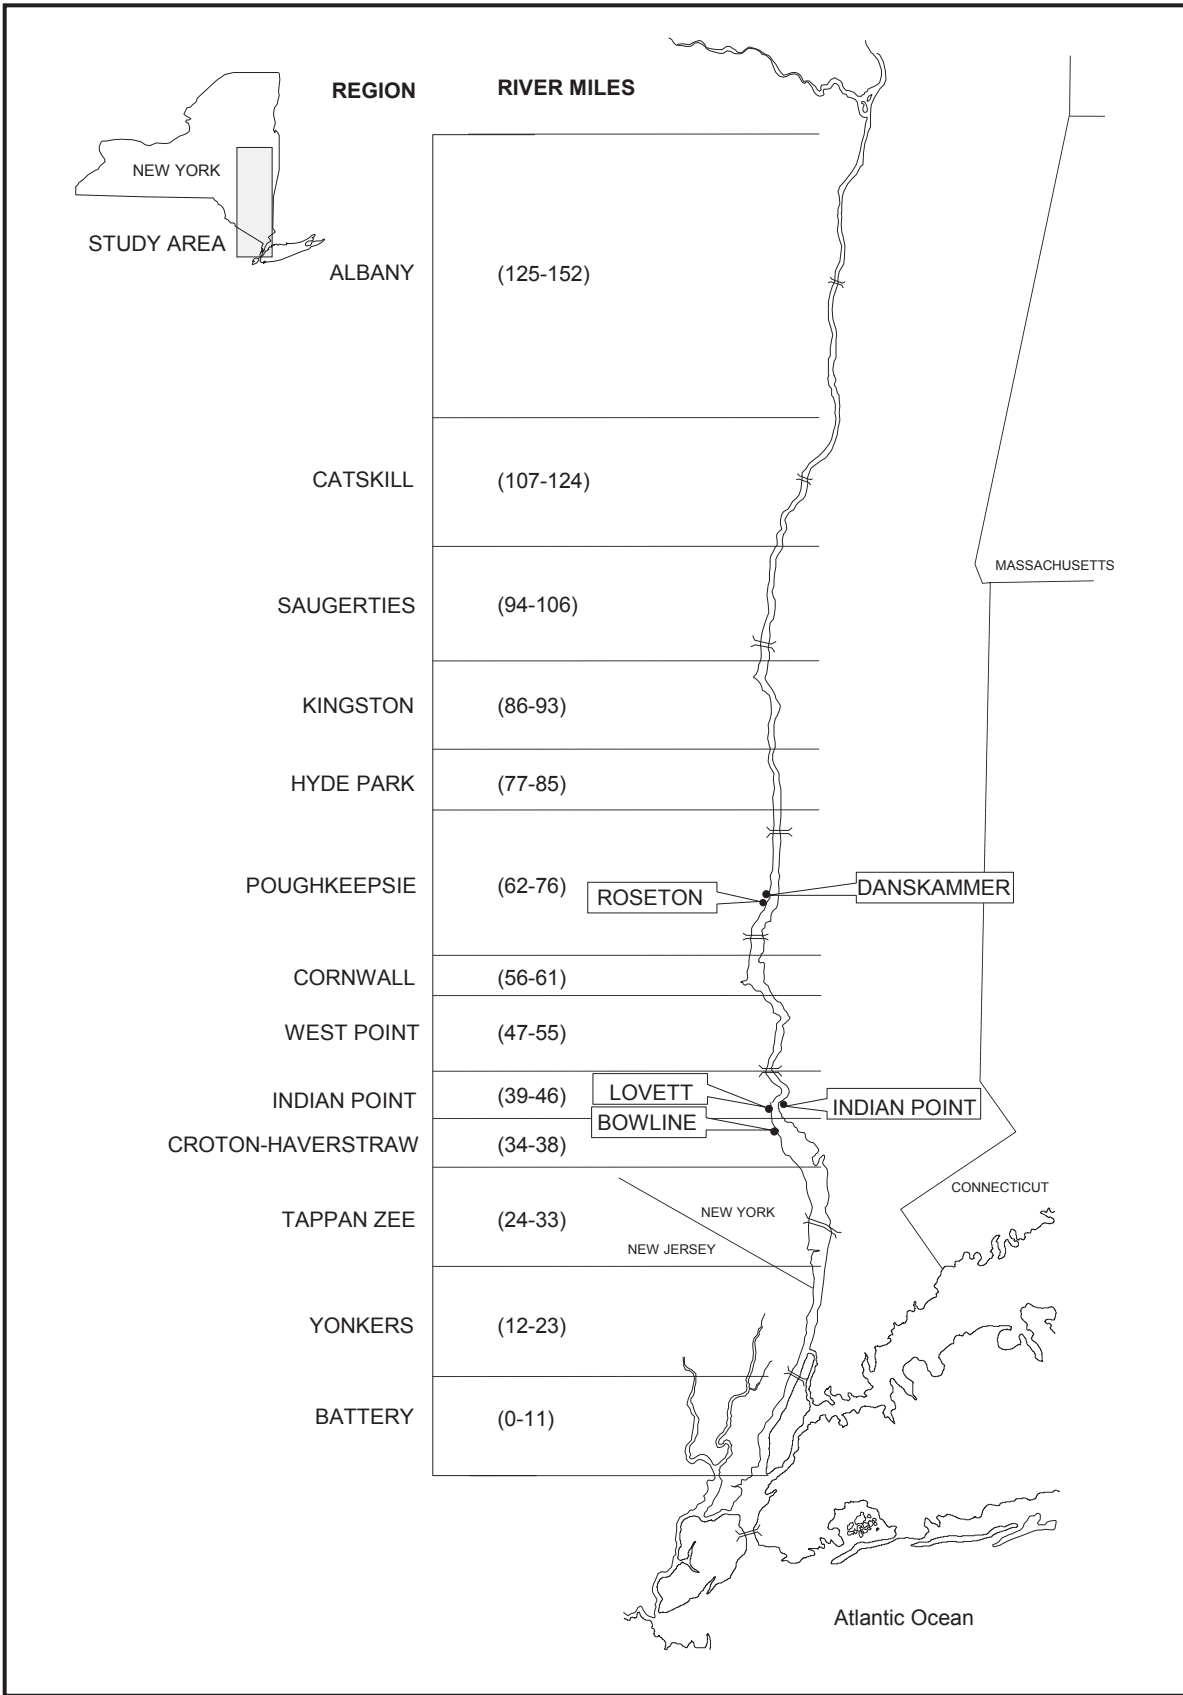 REGION RIVER MILES
NEW YORK
STUDY AREA
ALBANY (125-152)
CATSKILL (107-124)
MASSACHUSETTS
SAUGERTIES (94-106)
KINGSTON (86-93)
HYDE PARK (77-85)
POUGHKEEPSIE (62-76) ROSETON DANSKAMMER
CORNWALL (56-61)
WEST POINT (47-55)
INDIAN POINT (39-46) LOVETT INDIAN POINT
BOWLINE
CROTON-HAVERSTRAW (34-38)
CONNECTICUT
TAPPAN ZEE (24-33) NEW YORK
NEW JERSEY
YONKERS (12-23)
BATTERY (0-11)
Atlantic Ocean